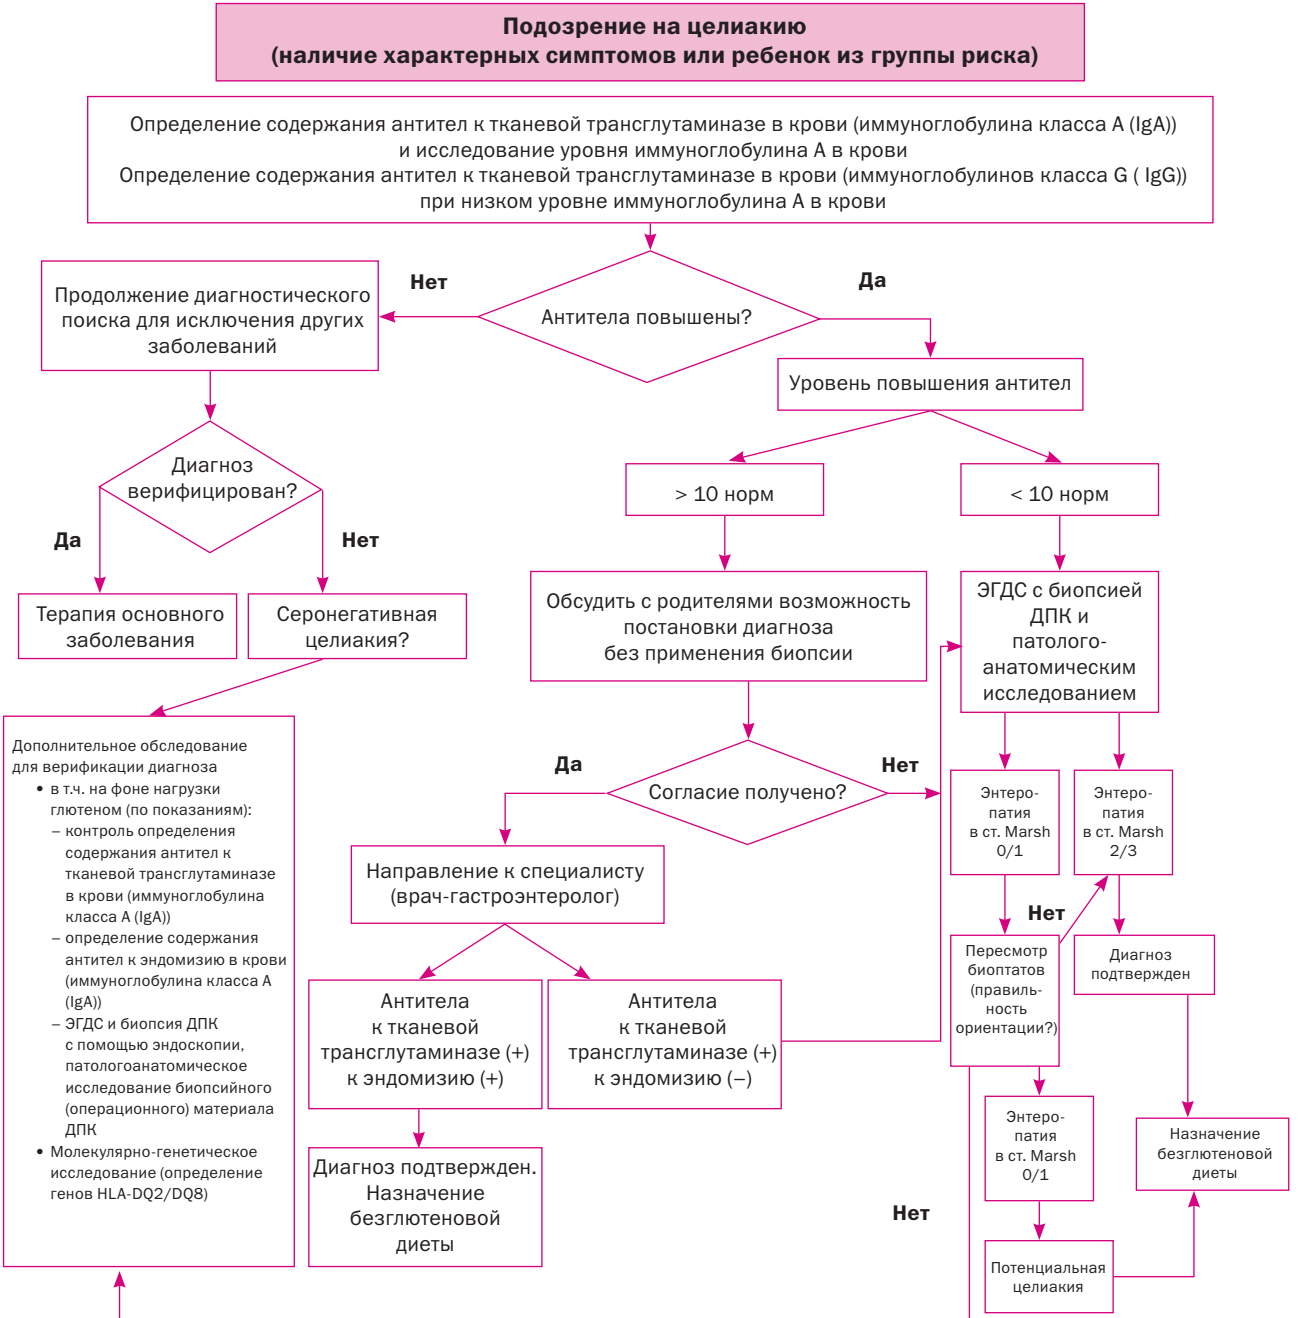 Подозрение на целиакию
(наличие характерных симптомов или ребенок из группы риска)
Определение содержания антител к тканевой трансглутаминазе в крови (иммуноглобулина класса А (IgA))
и исследование уровня иммуноглобулина А в крови
Определение содержания антител к тканевой трансглутаминазе в крови (иммуноглобулинов класса G ( IgG))
при низком уровне иммуноглобулина А в крови
Нет
Да
Антитела повышены?
Продолжение диагностического
поиска для исключения других
заболеваний
Уровень повышения антител
Диагноз
верифицирован?
> 10 норм
< 10 норм
Да
Нет
Терапия основного
заболевания
Серонегативная
целиакия?
Обсудить с родителями возможность
постановки диагноза
без применения биопсии
ЭГДС с биопсией
ДПК и
патолого-
анатомическим
исследованием
Дополнительное обследование
для верификации диагноза
• в т.ч. на фоне нагрузки
глютеном (по показаниям):
– контроль определения
содержания антител к
тканевой трансглутаминазе
в крови (иммуноглобулина
класса А (IgA))
– определение содержания
антител к эндомизию в крови
(иммуноглобулина класса А
(IgA))
– ЭГДС и биопсия ДПК
с помощью эндоскопии,
патологоанатомическое
исследование биопсийного
(операционного) материала
ДПК
• Молекулярно-генетическое
исследование (определение
генов HLA-DQ2/DQ8)
Да
Согласие получено?
Нет
Энтеро-
патия
в ст. Marsh
0/1
Энтеро-
патия
в ст. Marsh
2/3
Направление к специалисту
(врач-гастроэнтеролог)
Нет
Пересмотр
биоптатов
(правиль-
ность
ориентации?)
Диагноз
подтвержден
Антитела
к тканевой
трансглутаминазе (+)
к эндомизию (+)
Антитела
к тканевой
трансглутаминазе (+)
к эндомизию (–)
Энтеро-
патия
в ст. Marsh
0/1
Назначение
безглютеновой
диеты
Диагноз подтвержден.
Назначение
безглютеновой
диеты
Нет
Потенциальная
целиакия